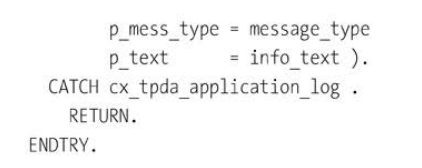 p_mess_type = message_type
p_text = info_text ).
CATCH cx_tpda_application_log .
RETURN.
ENDTRY.